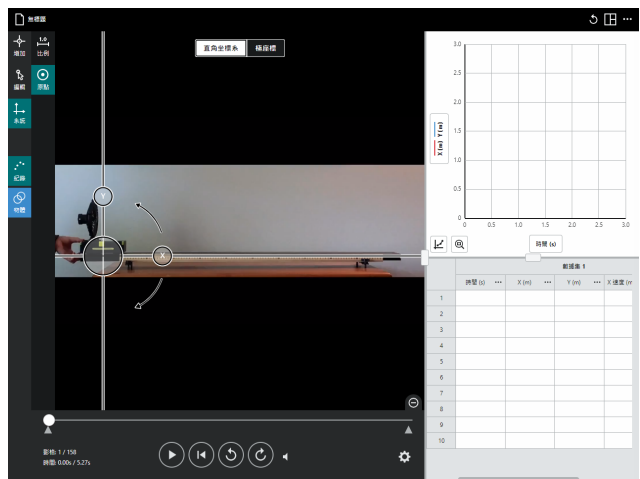 無標題
增加
1.0
比例
編輯
原點
系統
紀錄
物體
直角坐標系
極座標
Y
X
X (m) Y (m)
3.0
2.5
2.0
1.5
1.0
0.5
0
0 0.5 1.0 1.5 2.0 2.5 3.0
時間 (s)
數據集 1
時間 (s) X (m) Y (m) X 速度 (m
1
2
3
4
5
6
7
8
9
10
影格: 1 / 158
時間: 0.00s / 5.27s